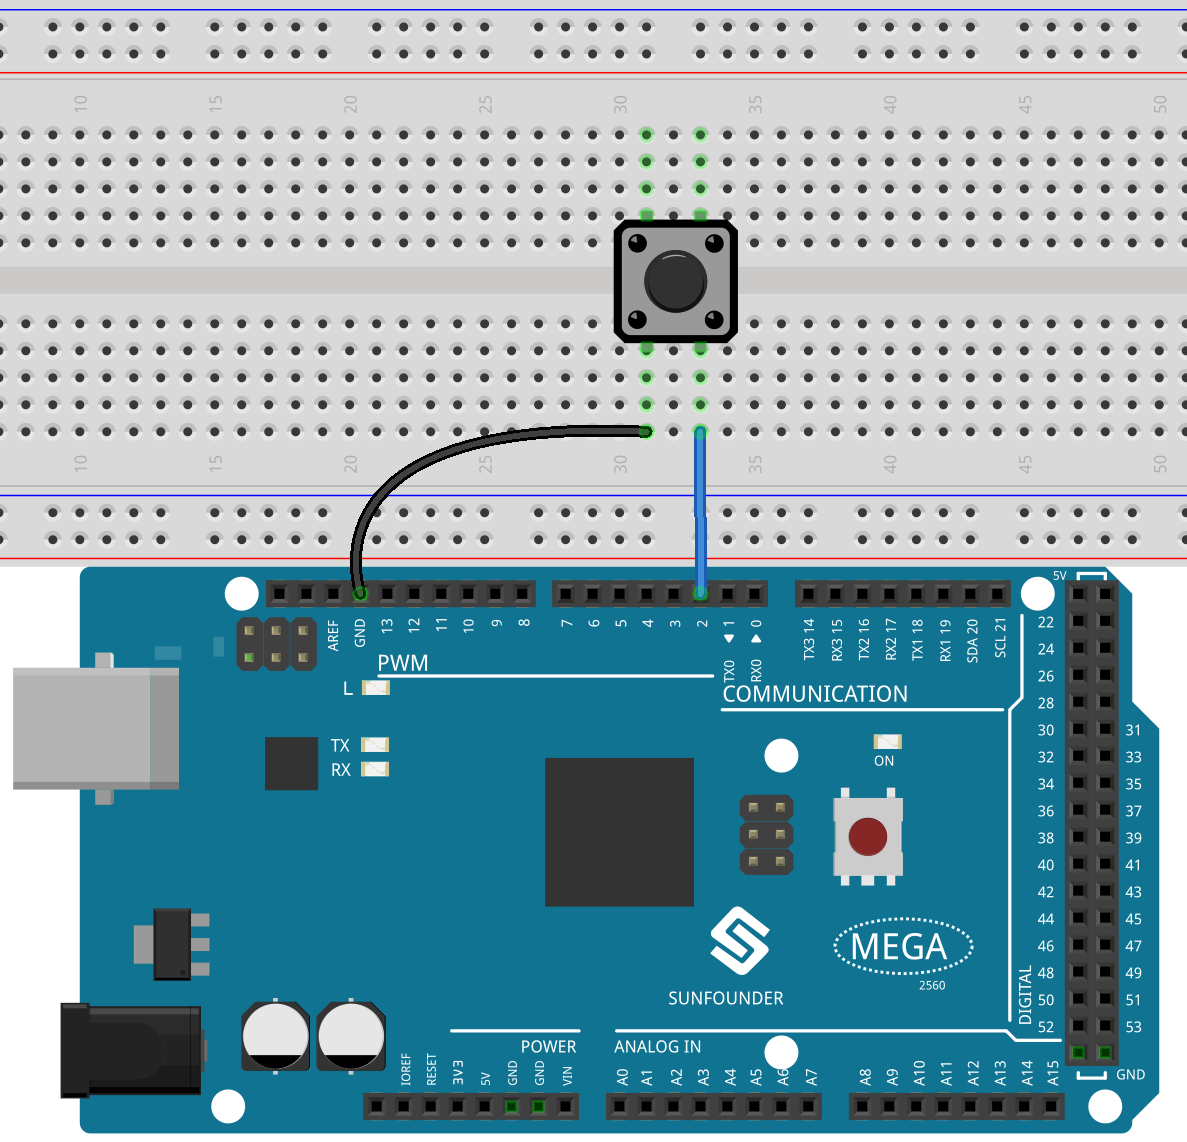 10 15 20 25 30 35 40 45 50
10 15 20 25 30 35 40 45 50
5V
AREF GND 13 12 11 10 9 8 7 6 5 4 3 2 TX0 1 RX0 0 TX3 14 RX3 15 TX2 16 RX2 17 TX1 18 RX1 19 SDA 20 SCL 21
PWM
COMMUNICATION
L
TX
RX
ON
22
24
26
28
30 31
32 33
34 35
36 37
38 39
40 41
42 43
44 45
46 47
48 49
50 51
52 53
DIGITAL
GND
MEGA
2560
SUNFOUNDER
POWER
ANALOG IN
IOREF RESET 3V3 5V GND GND VIN A0 A1 A2 A3 A4 A5 A6 A7 A8 A9 A10 A11 A12 A13 A14 A15